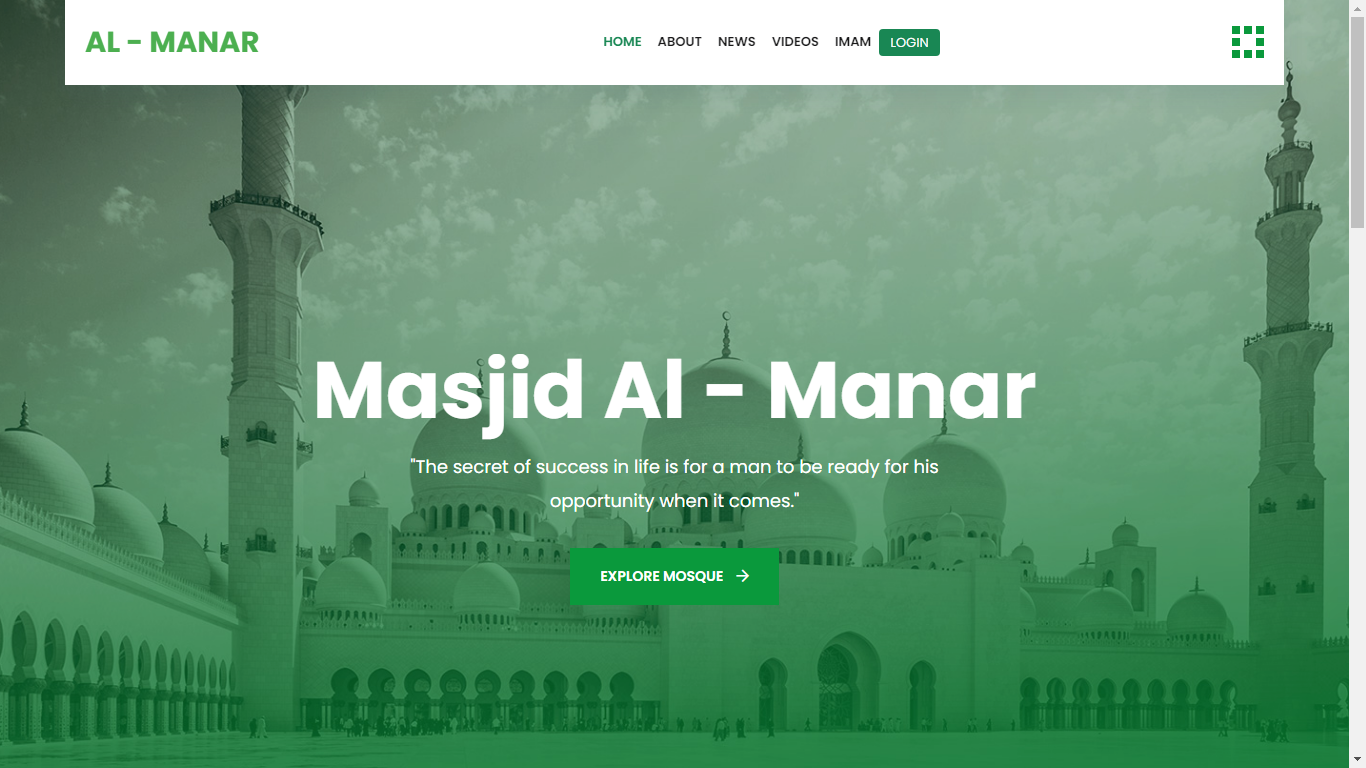 AL - MANAR
HOME ABOUT NEWS VIDEOS IMAM LOGIN
Masjid Al - Manar
"The secret of success in life is for a man to be ready for his
opportunity when it comes."
EXPLORE MOSQUE